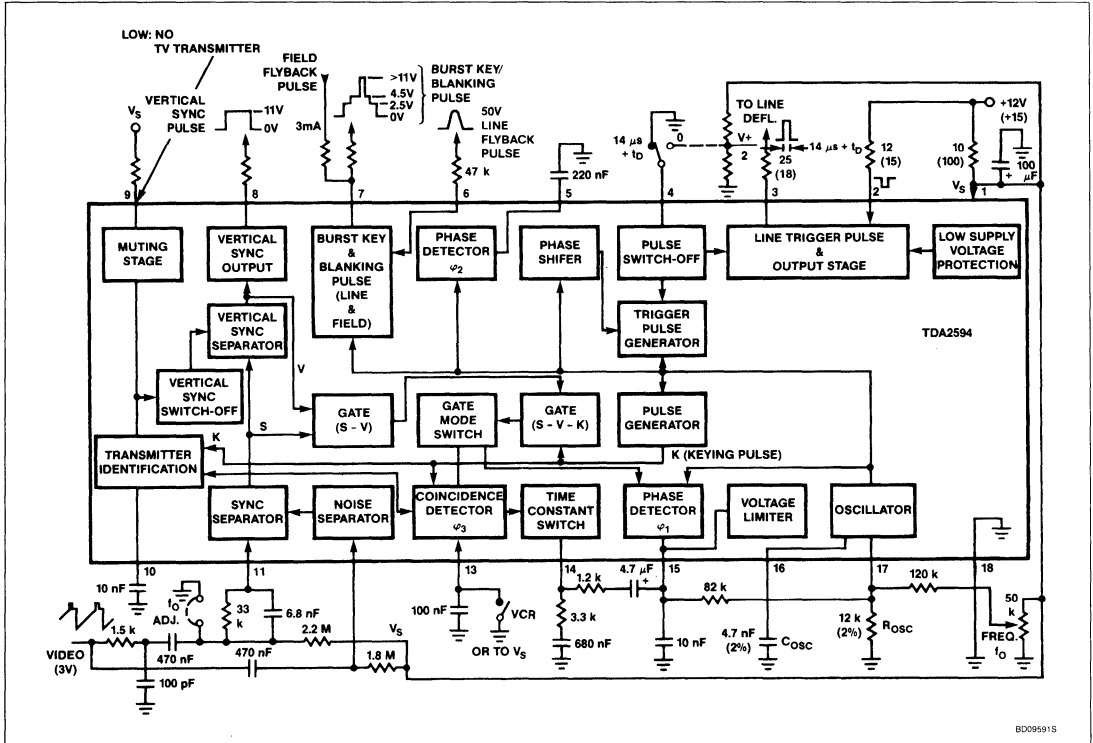 LOW: NO
TV TRANSMITTER
VERTICAL
SYNC
PULSE
VS
11V
0V
FIELD
FLYBACK
PULSE
3mA
>11V
4.5V
2.5V
0V
BURST KEY/
BLANKING
PULSE
50V
LINE
FLYBACK
PULSE
47 k
220 nF
14 μs
+ tD
0
V+
2
TO LINE
DEFL.
14 μs + tD
25
(18)
12
(15)
+12V
(+15)
10
(100)
+
100
μF
VS
9
8
7
6
5
4
3
2
1
MUTING
STAGE
VERTICAL
SYNC
OUTPUT
BURST KEY
&
BLANKING
PULSE
(LINE
&
FIELD)
PHASE
DETECTOR
φ2
PHASE
SHIFER
PULSE
SWITCH-OFF
LINE TRIGGER PULSE
&
OUTPUT STAGE
LOW SUPPLY
VOLTAGE
PROTECTION
VERTICAL
SYNC
SEPARATOR
TRIGGER
PULSE
GENERATOR
TDA2594
VERTICAL
SYNC
SWITCH-OFF
V
S
K
GATE
(S – V)
GATE
MODE
SWITCH
GATE
(S – V – K)
PULSE
GENERATOR
K (KEYING PULSE)
TRANSMITTER
IDENTIFICATION
SYNC
SEPARATOR
NOISE
SEPARATOR
COINCIDENCE
DETECTOR
φ3
TIME
CONSTANT
SWITCH
PHASE
DETECTOR
φ1
VOLTAGE
LIMITER
OSCILLATOR
10
11
13
14
15
16
17
18
10 nF
fO
ADJ.
33
k
6.8 nF
2.2 M
VS
100 nF
VCR
OR TO VS
1.2 k
4.7 μF
+
3.3 k
680 nF
10 nF
82 k
4.7 nF
(2%)
COSC
12 k
(2%)
ROSC
120 k
50
k
FREQ.
fO
VIDEO
(3V)
1.5 k
470 nF
470 nF
1.8 M
100 pF
BD09591S